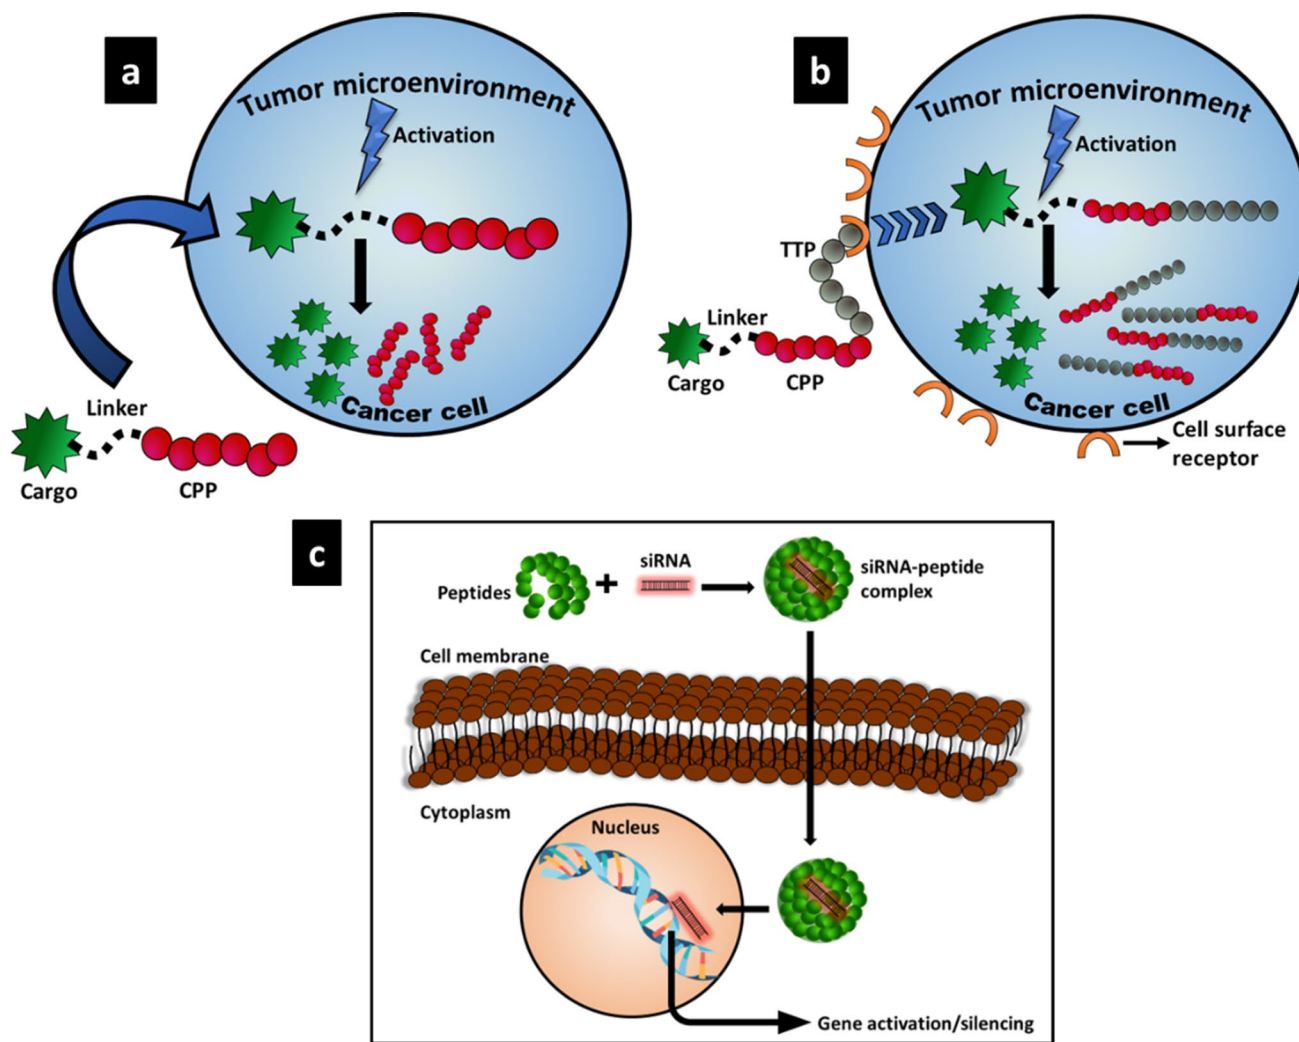 a
Tumor microenvironment
Activation
Linker
Cargo
CPP
Cancer cell
b
Tumor microenvironment
Activation
TTP
Linker
Cargo
CPP
Cancer cell
Cell surface
receptor
c
Peptides
+
siRNA
siRNA-peptide
complex
Cell membrane
Cytoplasm
Nucleus
Gene activation/silencing